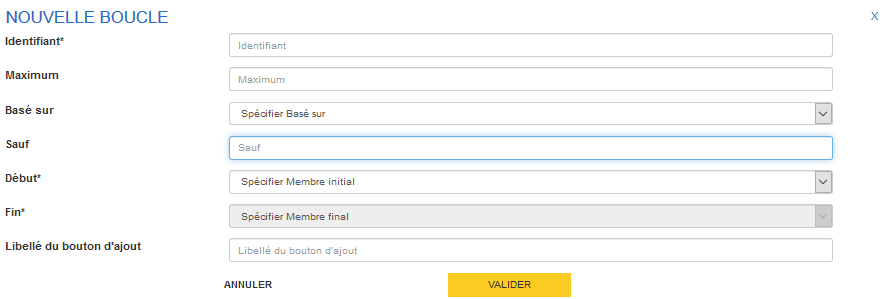 NOUVELLE BOUCLE X
Identifiant* Identifiant
Maximum Maximum
Basé sur Spécifier Basé sur
Sauf Sauf
Début* Spécifier Membre initial
Fin* Spécifier Membre final
Libellé du bouton d'ajout Libellé du bouton d'ajout
ANNULER VALIDER